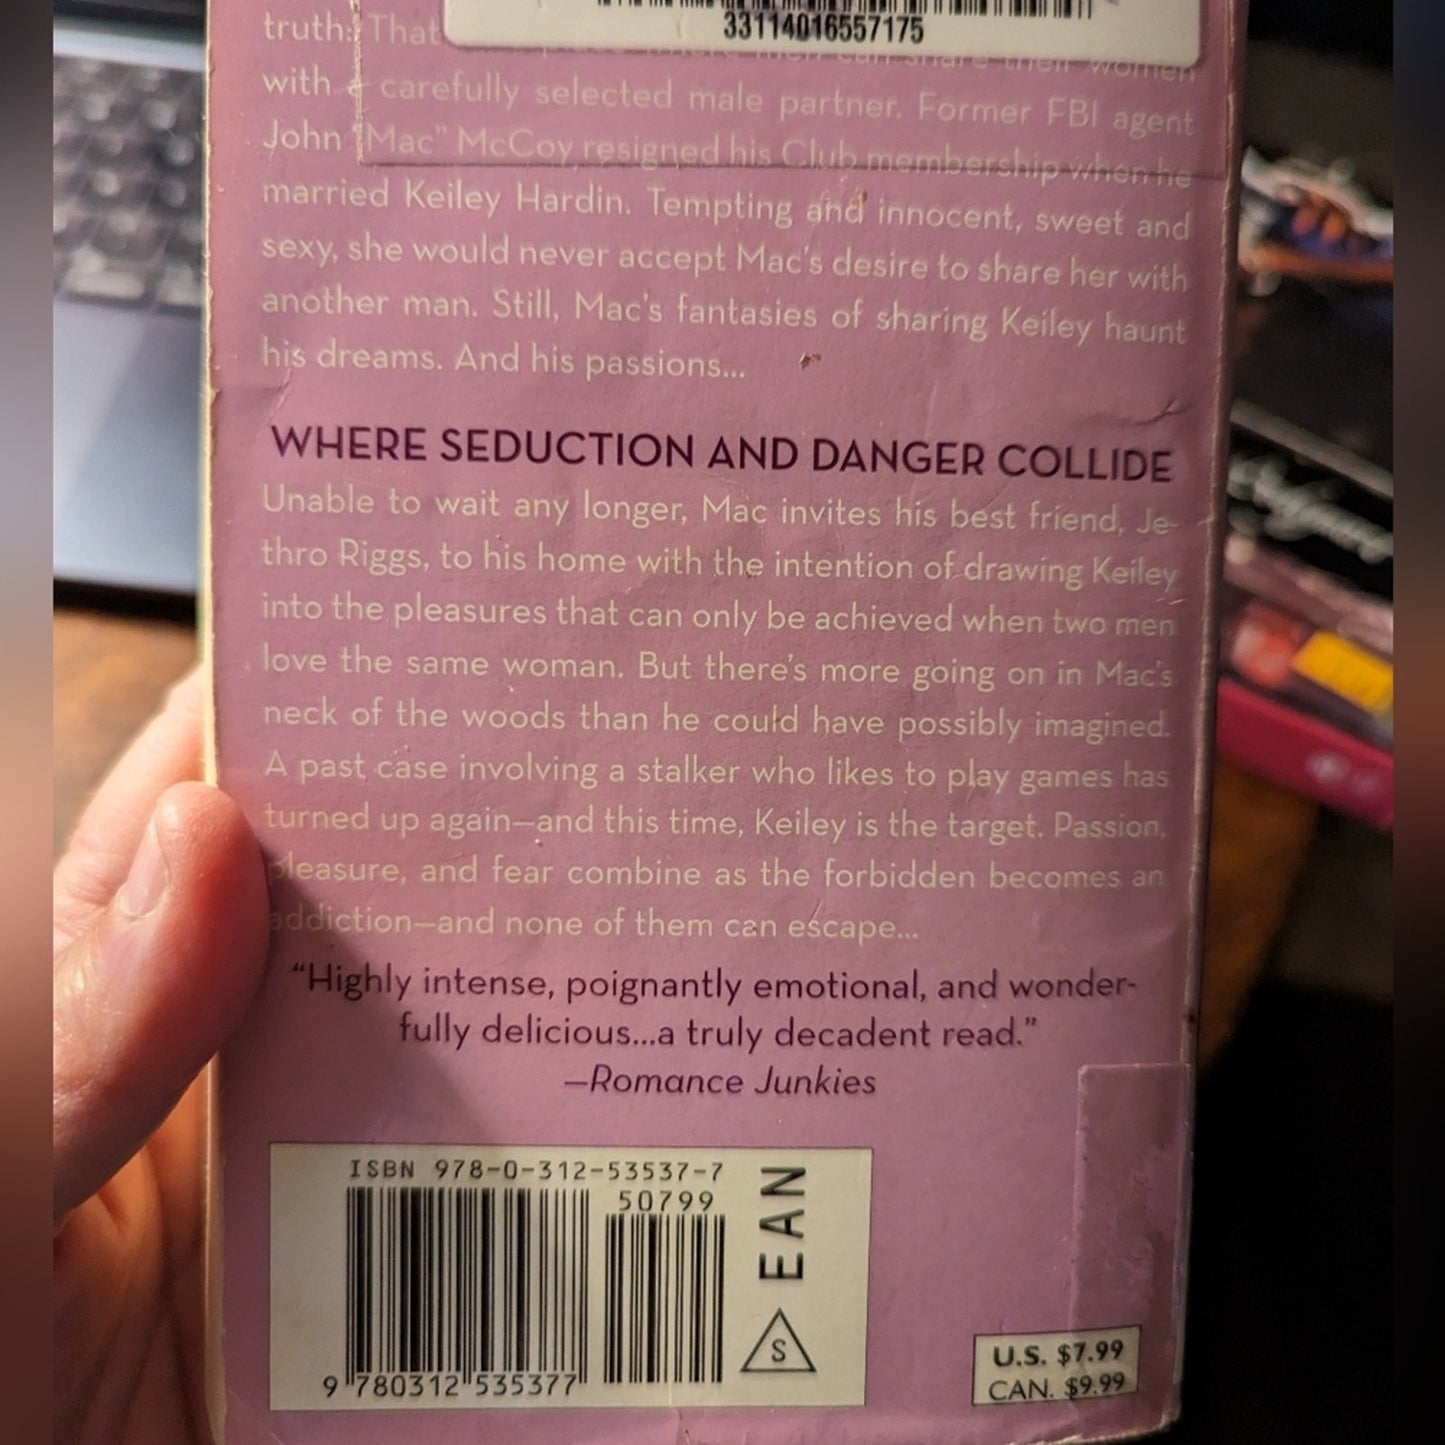 33114016557175
truth: That
share their women
with a carefully selected male partner. Former FBI agent
John "Mac" McCoy resigned his Club membership when he
married Keiley Hardin. Tempting and innocent, sweet and
sexy, she would never accept Mac's desire to share her with
another man. Still, Mac's fantasies of sharing Keiley haunt
his dreams. And his passions...
WHERE SEDUCTION AND DANGER COLLIDE
Unable to wait any longer, Mac invites his best friend, Je-
thro Riggs, to his home with the intention of drawing Keiley
into the pleasures that can only be achieved when two men
love the same woman. But there's more going on in Mac's
neck of the woods than he could have possibly imagined.
A past case involving a stalker who likes to play games has
turned up again—and this time, Keiley is the target. Passion,
pleasure, and fear combine as the forbidden becomes an
addiction—and none of them can escape...
"Highly intense, poignantly emotional, and wonder-
fully delicious...a truly decadent read."
—Romance Junkies
ISBN 978-0-312-53537-7
50799
EAN
S
9 780312 535377
U.S. $7.99
CAN. $9.99